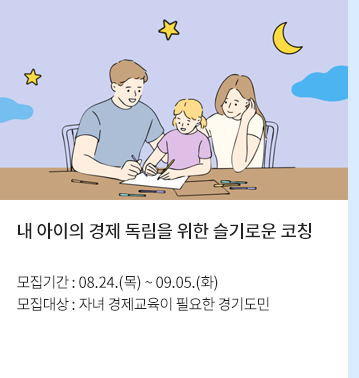 내 아이의 경제 독립을 위한 슬기로운 코칭
모집기간 : 08.24.(목) ~ 09.05.(화)
모집대상 : 자녀 경제교육이 필요한 경기도민